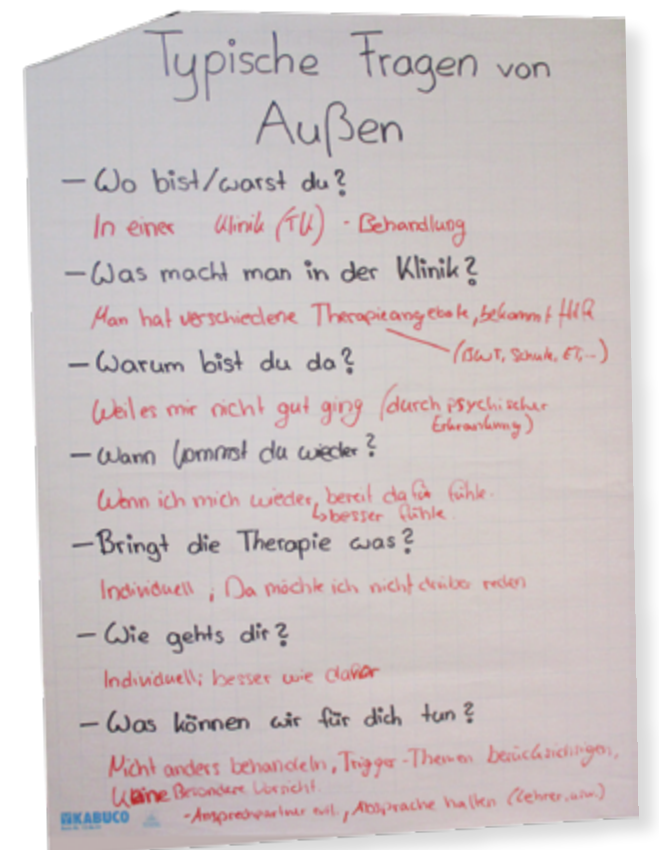 Typische Fragen von
Außen
- Wo bist/warst du?
In einer Klinik (TU) - Behandlung
- Was macht man in der Klinik?
Man hat verschiedene Therapieangebote, bekommt Hilfe
(BWT, Schule, ET,...)
- Warum bist du da?
Weil es mir nicht gut ging (durch psychischer
Erkrankung)
- Wann kommst du wieder?
Wenn ich mich wieder bereit dafür fühle.
↳ besser fühle.
- Bringt die Therapie was?
Individuell; Da möchte ich nicht drüber reden
- Wie gehts dir?
Individuell; besser wie davor
- Was können wir für dich tun?
Nicht anders behandeln, Trigger-Themen berücksichtigen,
Keine Besondere Vorsicht.
- Ansprechpartner evtl., Absprache halten (Lehrer, usw.)
KABUCO